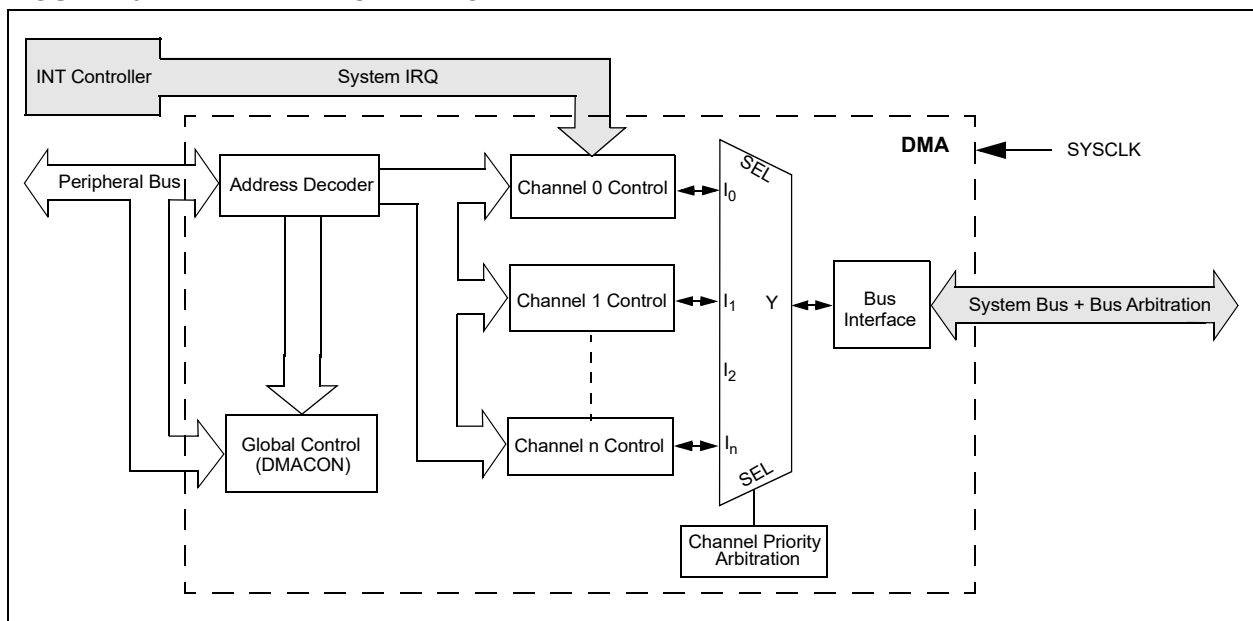 INT Controller
System IRQ
DMA
SYSCLK
Peripheral Bus
Address Decoder
Channel 0 Control
I0
SEL
Channel 1 Control
I1
Y
Bus
Interface
System Bus + Bus Arbitration
I2
Global Control
(DMACON)
Channel n Control
In
SEL
Channel Priority
Arbitration